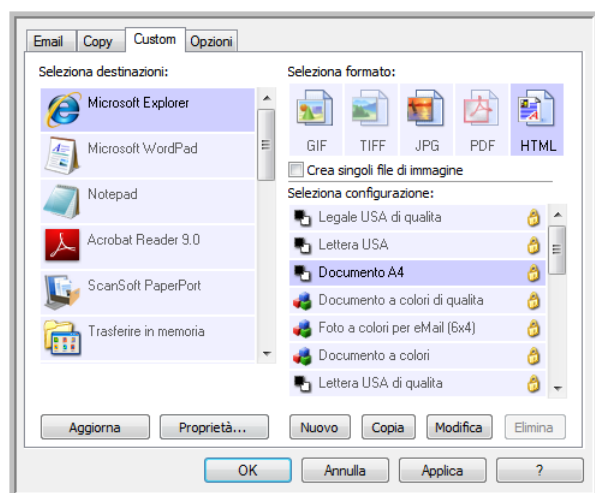 Email Copy Custom Opzioni
Seleziona destinazioni:
Microsoft Explorer
Microsoft WordPad
Notepad
Acrobat Reader 9.0
ScanSoft PaperPort
Trasferire in memoria
Aggiorna Proprietà...
Seleziona formato:
GIF TIFF JPG PDF HTML
Crea singoli file di immagine
Seleziona configurazione:
Legale USA di qualita
Lettera USA
Documento A4
Documento a colori di qualita
Foto a colori per eMail (6x4)
Documento a colori
Lettera USA di qualita
Nuovo Copia Modifica Elimina
OK Annulla Applica ?